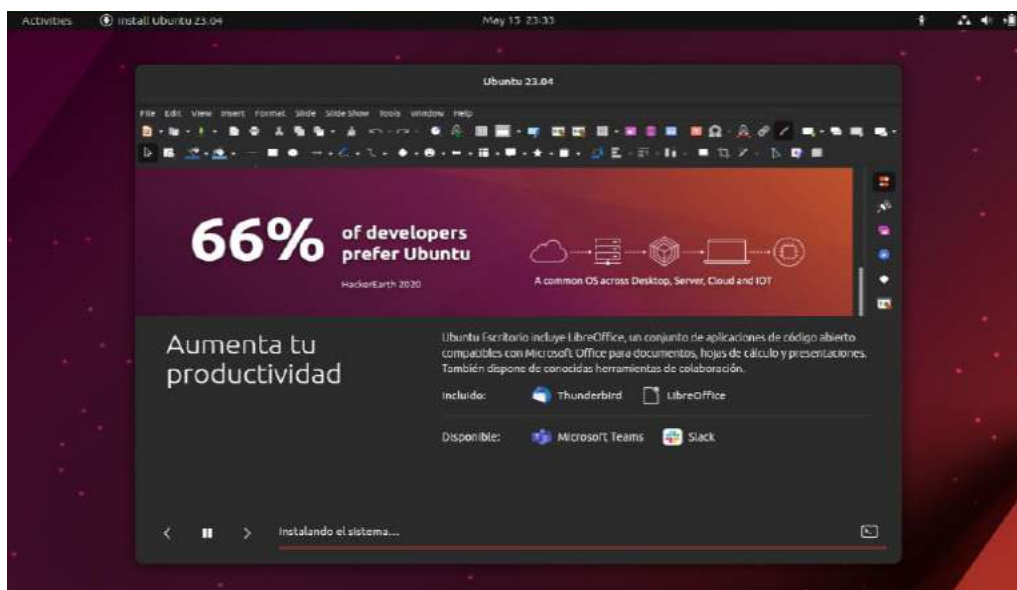 Activities Install Ubuntu 23.04 May 15 23:33
Ubuntu 23.04
File Edit View Insert Format Slide Slide Show Tools Window Help
66% of developers
prefer Ubuntu
HackerEarth 2020
A common OS across Desktop, Server, Cloud and IOT
Aumenta tu
productividad
Ubuntu Escritorio incluye LibreOffice, un conjunto de aplicaciones de código abierto
compatibles con Microsoft Office para documentos, hojas de cálculo y presentaciones.
También dispone de conocidas herramientas de colaboración.
Incluido: Thunderbird LibreOffice
Disponible: Microsoft Teams Slack
Instalando el sistema...